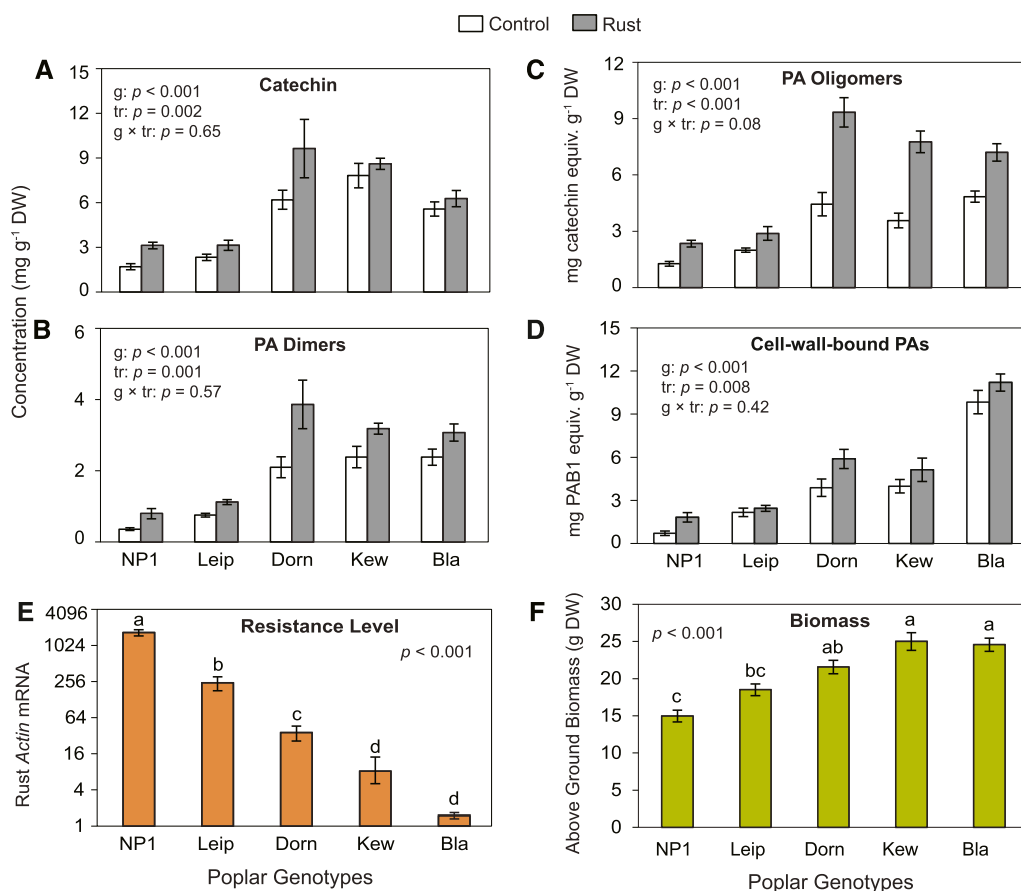 Control Rust
A
Catechin
g: p < 0.001
tr: p = 0.002
g × tr: p = 0.65
15
12
9
6
3
0
Concentration (mg g-1 DW)
B
PA Dimers
g: p < 0.001
tr: p = 0.001
g × tr: p = 0.57
6
4
2
0
NP1 Leip Dorn Kew Bla
C
PA Oligomers
g: p < 0.001
tr: p < 0.001
g × tr: p = 0.08
12
9
6
3
0
mg catechin equiv. g-1 DW
D
Cell-wall-bound PAs
g: p < 0.001
tr: p = 0.008
g × tr: p = 0.42
12
9
6
3
0
mg PAB1 equiv. g-1 DW
NP1 Leip Dorn Kew Bla
E
Resistance Level
p < 0.001
4096
1024
256
64
16
4
1
Rust Actin mRNA
a b c d d
NP1 Leip Dorn Kew Bla
Poplar Genotypes
F
Biomass
p < 0.001
30
25
20
15
10
5
0
Above Ground Biomass (g DW)
c bc ab a a
NP1 Leip Dorn Kew Bla
Poplar Genotypes